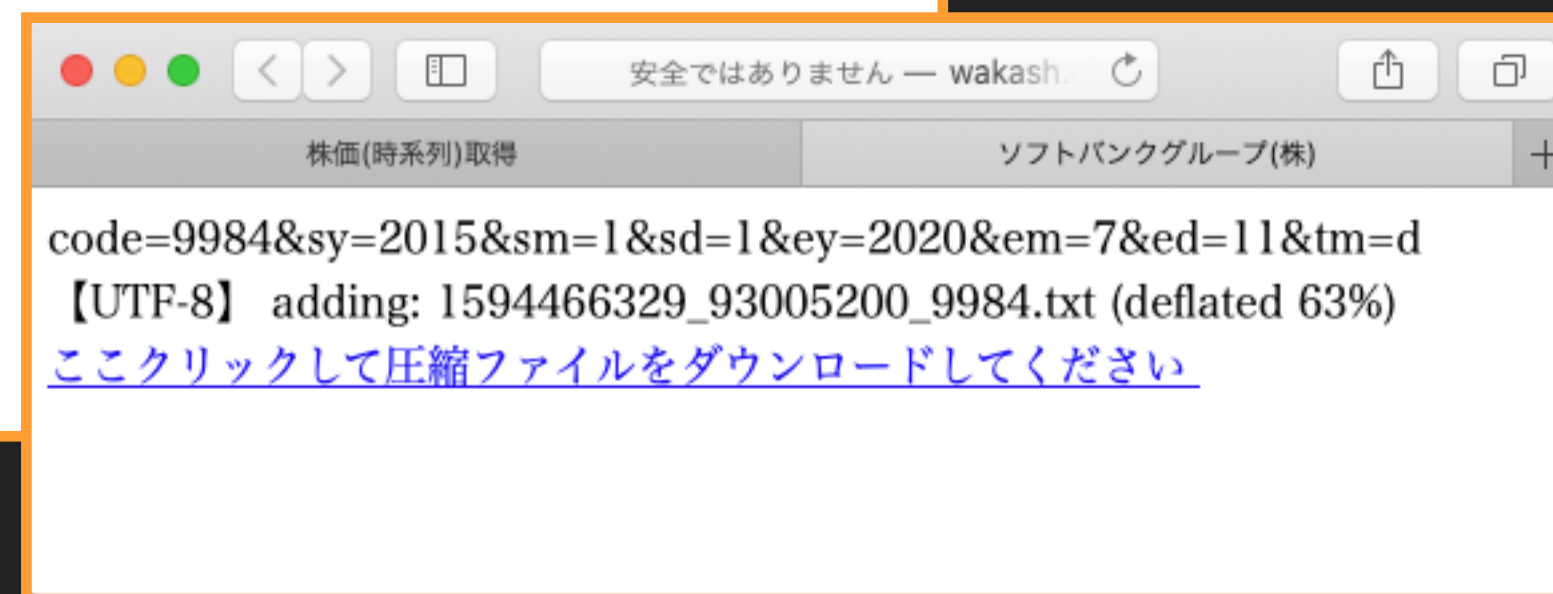 安全ではありません — wakash.
株価(時系列)取得
ソフトバンクグループ(株)
code=9984&sy=2015&sm=1&sd=1&ey=2020&em=7&ed=11&tm=d
【UTF-8】 adding: 1594466329_93005200_9984.txt (deflated 63%)
ここクリックして圧縮ファイルをダウンロードしてください